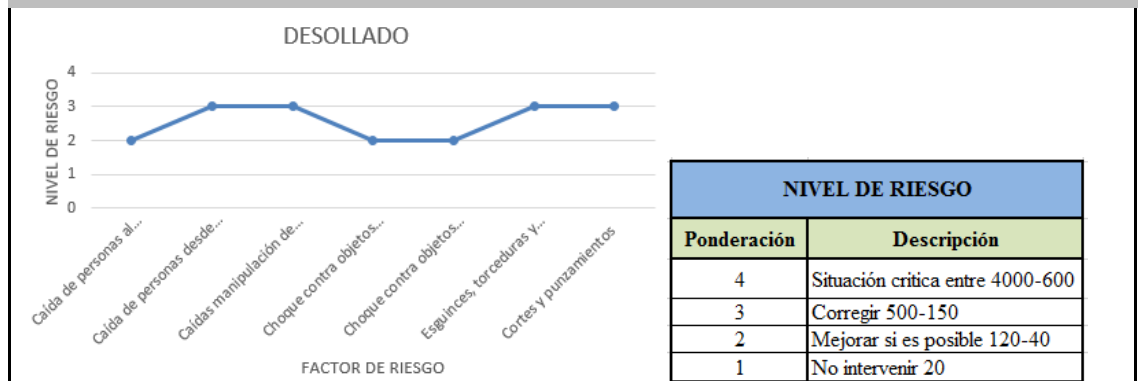 DESOLLADO
NIVEL DE RIESGO
4
3
2
1
0
Caída de personas al...
Caída de personas desde...
Caídas manipulación de...
Choque contra objetos...
Choque contra objetos...
Esguinces, torceduras y...
Cortes y punzamientos
FACTOR DE RIESGO
NIVEL DE RIESGO
Ponderación Descripción
4 Situación critica entre 4000-600
3 Corregir 500-150
2 Mejorar si es posible 120-40
1 No intervenir 20